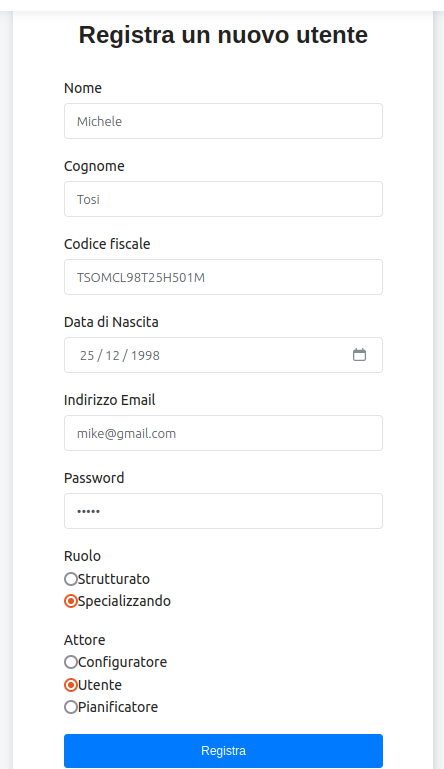 Registra un nuovo utente
Nome
Michele
Cognome
Tosi
Codice fiscale
TSOMCL98T25H501M
Data di Nascita
25 / 12 / 1998
Indirizzo Email
mike@gmail.com
Password
•••••
Ruolo
Strutturato
Specializzando
Attore
Configuratore
Utente
Pianificatore
Registra